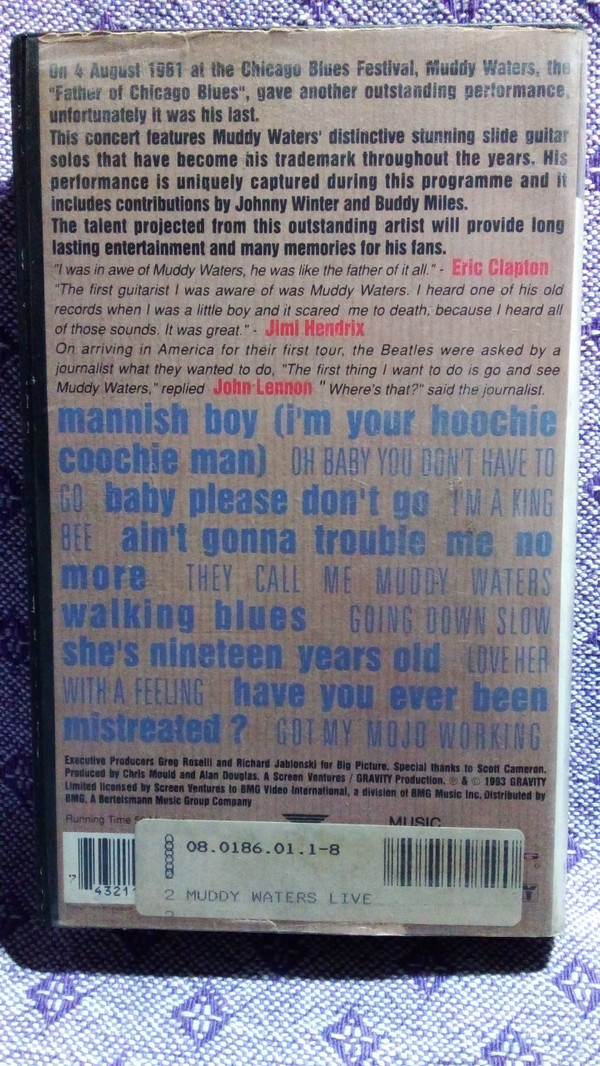 On 4 August 1981 at the Chicago Blues Festival, Muddy Waters, the
"Father of Chicago Blues", gave another outstanding performance,
unfortunately it was his last.
This concert features Muddy Waters' distinctive stunning slide guitar
solos that have become his trademark throughout the years. His
performance is uniquely captured during this programme and it
includes contributions by Johnny Winter and Buddy Miles.
The talent projected from this outstanding artist will provide long
lasting entertainment and many memories for his fans.
"I was in awe of Muddy Waters, he was like the father of it all." - Eric Clapton
"The first guitarist I was aware of was Muddy Waters. I heard one of his old
records when I was a little boy and it scared me to death, because I heard all
of those sounds. It was great." - Jimi Hendrix
On arriving in America for their first tour, the Beatles were asked by a
journalist what they wanted to do, "The first thing I want to do is go and see
Muddy Waters," replied John Lennon " Where's that?" said the journalist.
mannish boy (i'm your hoochie
coochie man) OH BABY YOU DON'T HAVE TO
GO baby please don't go I'M A KING
BEE ain't gonna trouble me no
more THEY CALL ME MUDDY WATERS
walking blues GOING DOWN SLOW
she's nineteen years old LOVE HER
WITH A FEELING have you ever been
mistreated ? GOT MY MOJO WORKING
Executive Producers Greg Roselli and Richard Jablonski for Big Picture. Special thanks to Scott Cameron.
Produced by Chris Mould and Alan Douglas. A Screen Ventures / GRAVITY Production. ℗ & © 1993 GRAVITY
Limited licensed by Screen Ventures to BMG Video International, a division of BMG Music Inc. Distributed by
BMG. A Bertelsmann Music Group Company
Running Time
MUSIC
08.0186.01.1-8
7 43211
2 MUDDY WATERS LIVE